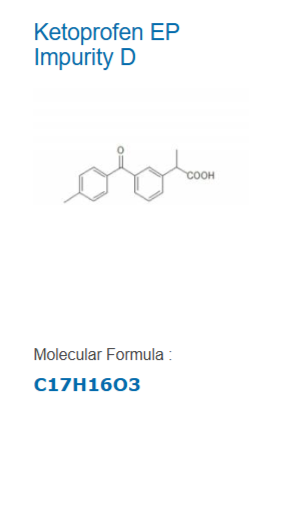 Ketoprofen EP
Impurity D
O
COOH
Molecular Formula :
C17H16O3